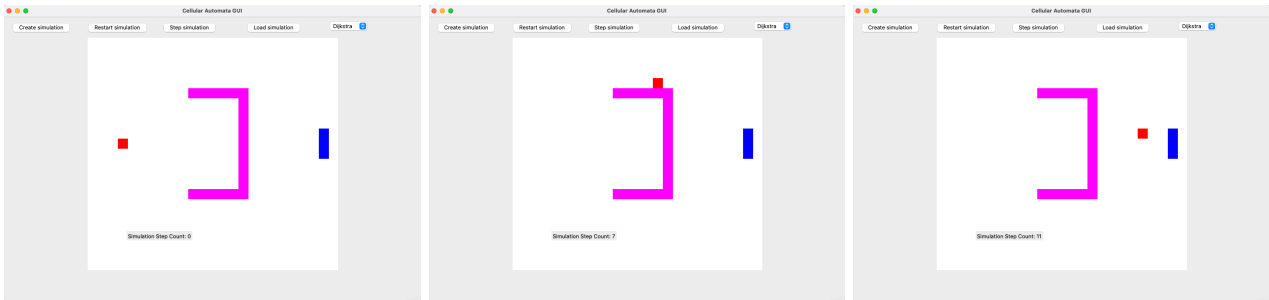 Cellular Automata GUI
Create simulation Restart simulation Step simulation Load simulation Dijkstra
Simulation Step Count: 0
Cellular Automata GUI
Create simulation Restart simulation Step simulation Load simulation Dijkstra
Simulation Step Count: 7
Cellular Automata GUI
Create simulation Restart simulation Step simulation Load simulation Dijkstra
Simulation Step Count: 11